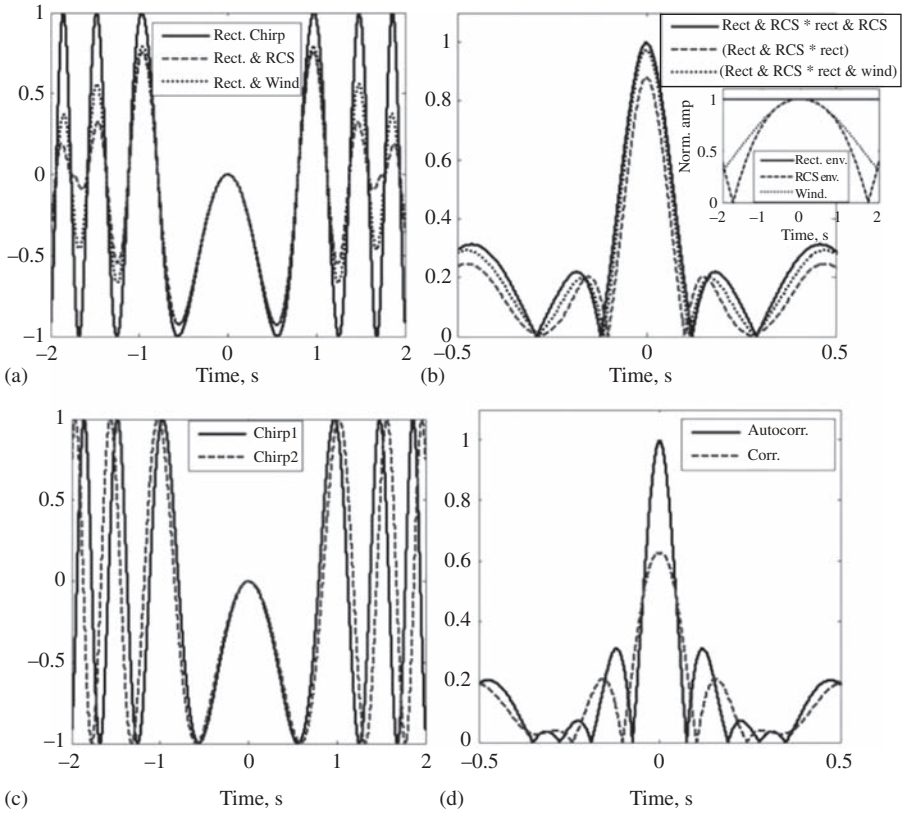 1
0.5
0
−0.5
−1
−2
−1
0
1
2
Rect. Chirp
Rect. & RCS
Rect. & Wind
Time, s
(a)
1
0.8
0.6
0.4
0.2
0
−0.5
0
0.5
Rect & RCS * rect & RCS
(Rect & RCS * rect)
(Rect & RCS * rect & wind)
Norm. amp
1
0.5
0
−2
−1
0
1
2
Rect. env.
RCS env.
Wind.
Time, s
Time, s
(b)
1
0.5
0
−0.5
−1
−2
−1
0
1
2
Chirp1
Chirp2
Time, s
(c)
1
0.8
0.6
0.4
0.2
0
−0.5
0
0.5
Autocorr.
Corr.
Time, s
(d)